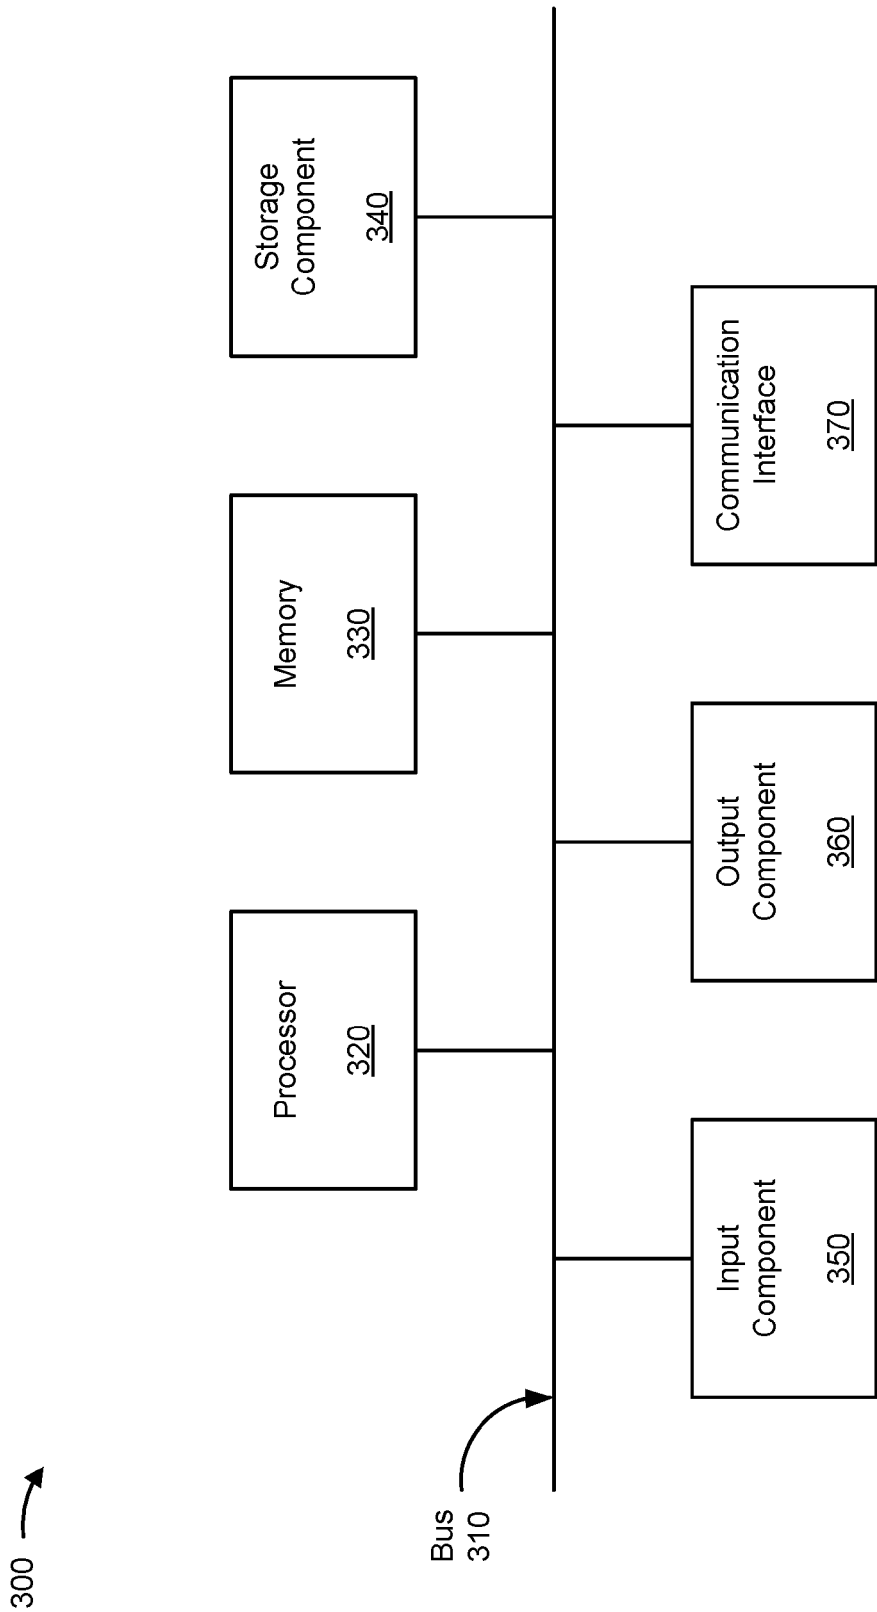 300
Processor
320
Memory
330
Storage
Component
340
Bus
310
Input
Component
350
Output
Component
360
Communication
Interface
370